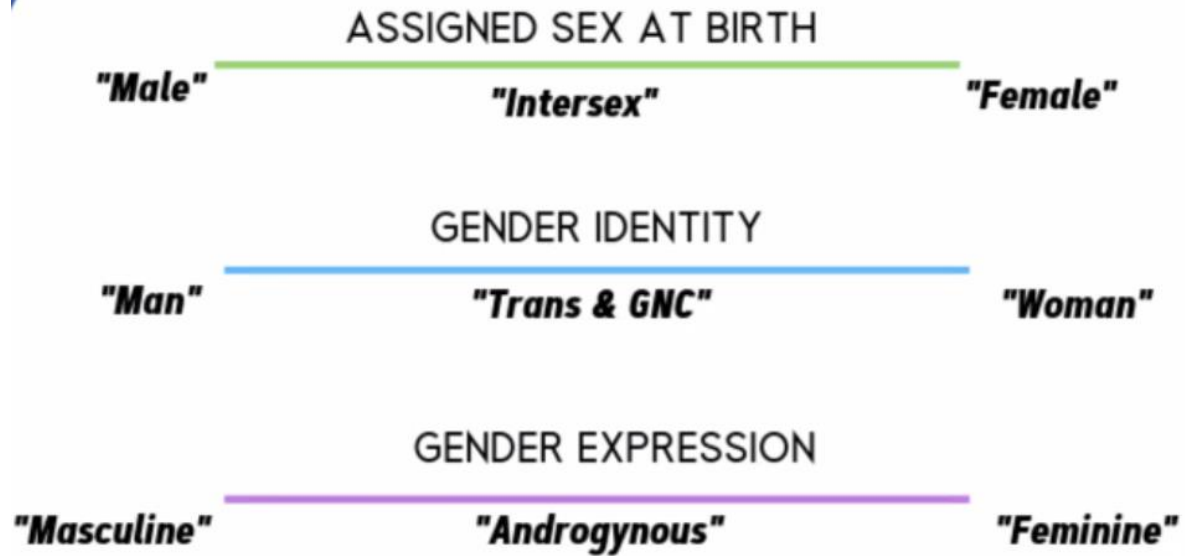 ASSIGNED SEX AT BIRTH
"Male" "Intersex" "Female"
GENDER IDENTITY
"Man" "Trans & GNC" "Woman"
GENDER EXPRESSION
"Masculine" "Androgynous" "Feminine"